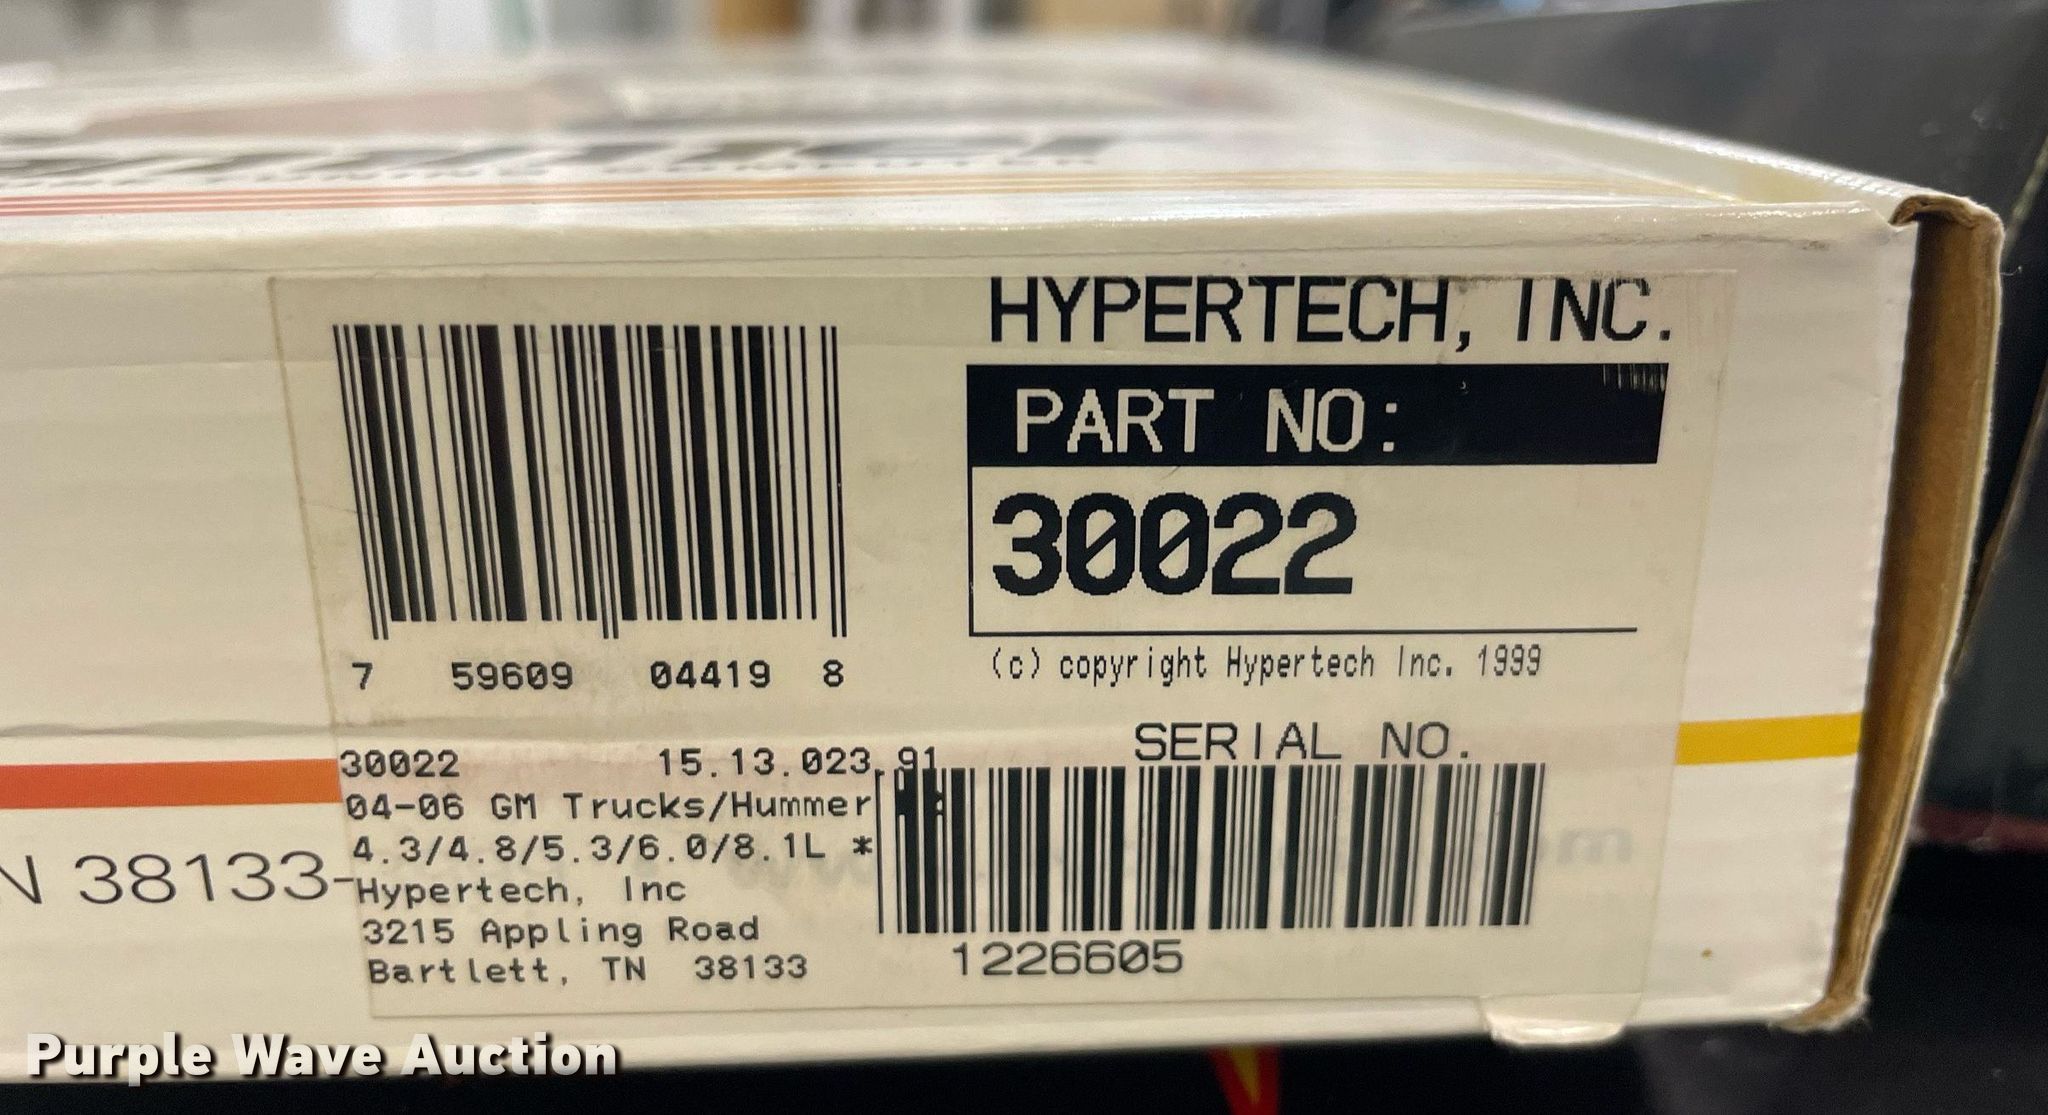 TUNING COMPUTER
HYPERTECH, INC.
PART NO:
30022
7 59609 04419 8
(c) copyright Hypertech Inc. 1999
SERIAL NO.
30022 15.13.023.91
04-06 GM Trucks/Hummer
4.3/4.8/5.3/6.0/8.1L *
N 38133-
Hypertech, Inc
3215 Appling Road
Bartlett, TN 38133
1226605
Purple Wave Auction